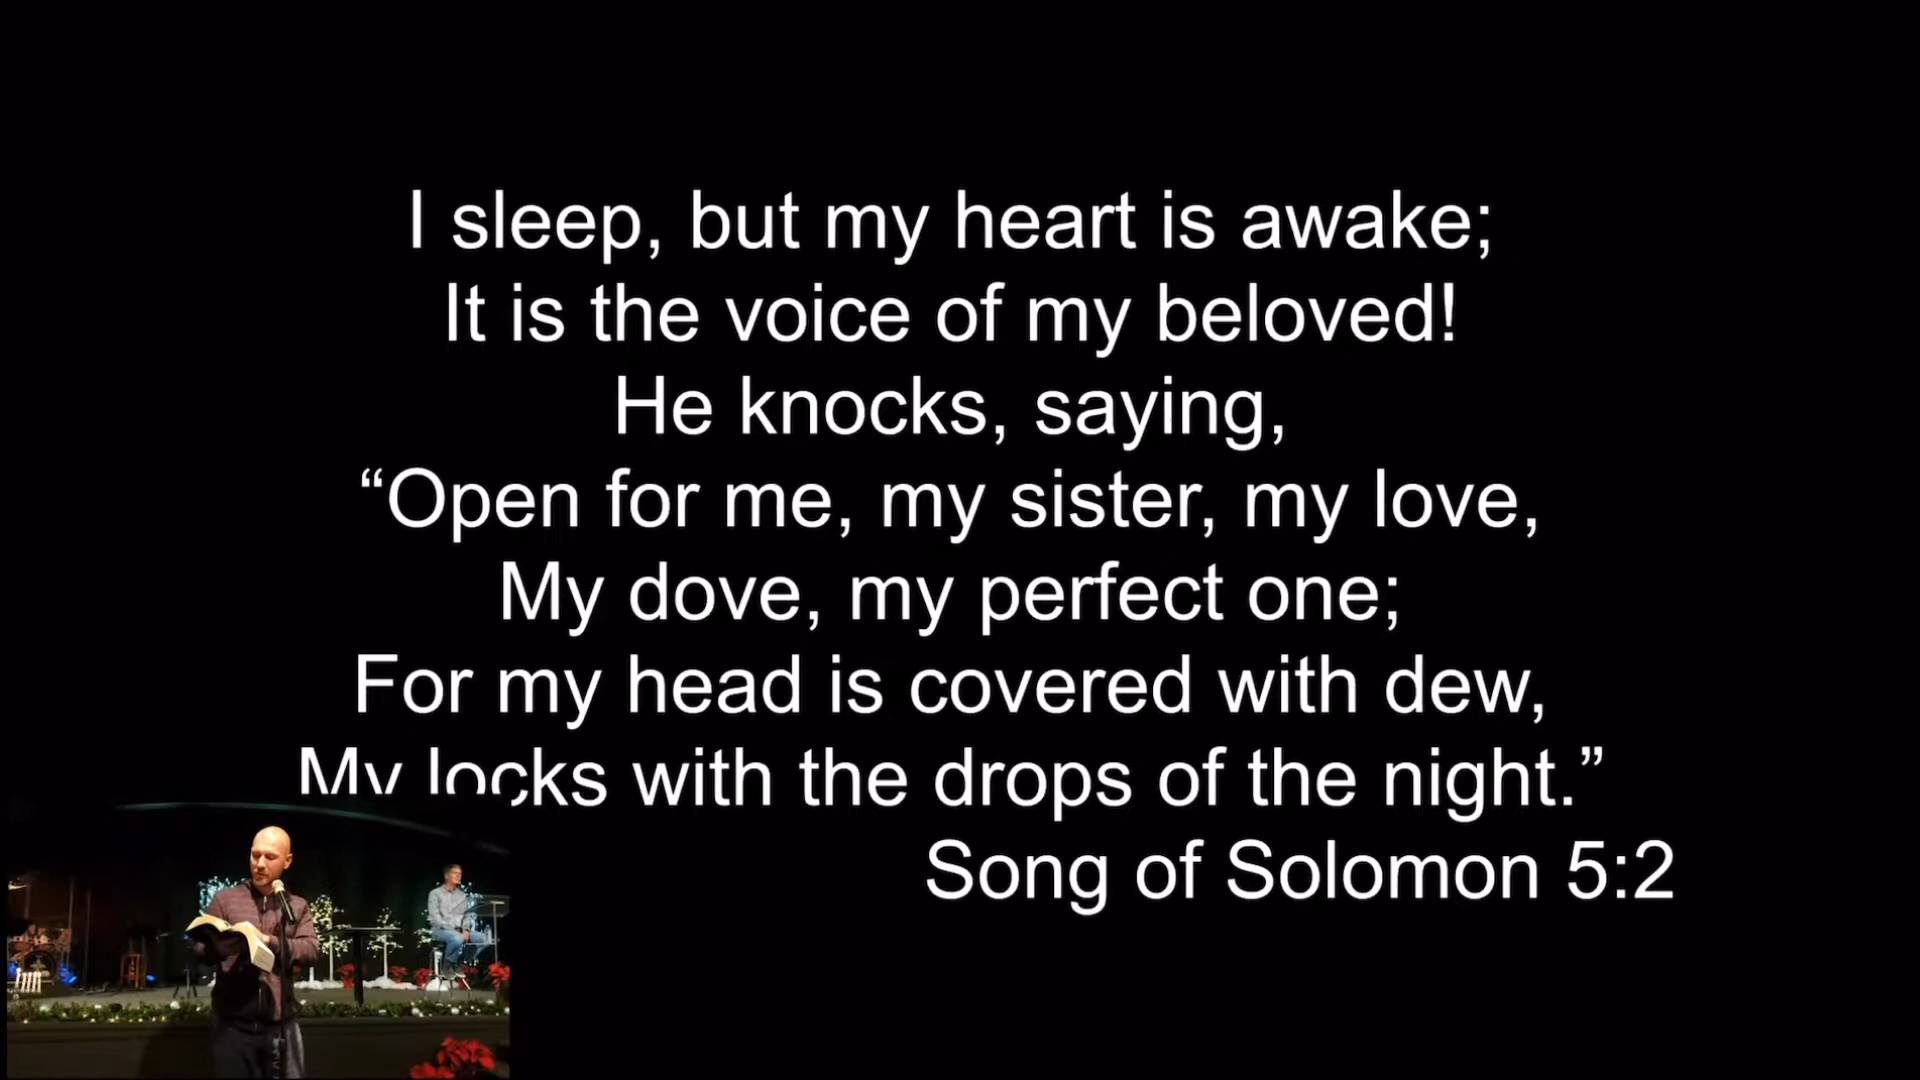 I sleep, but my heart is awake;
It is the voice of my beloved!
He knocks, saying,
“Open for me, my sister, my love,
My dove, my perfect one;
For my head is covered with dew,
My locks with the drops of the night.”
Song of Solomon 5:2